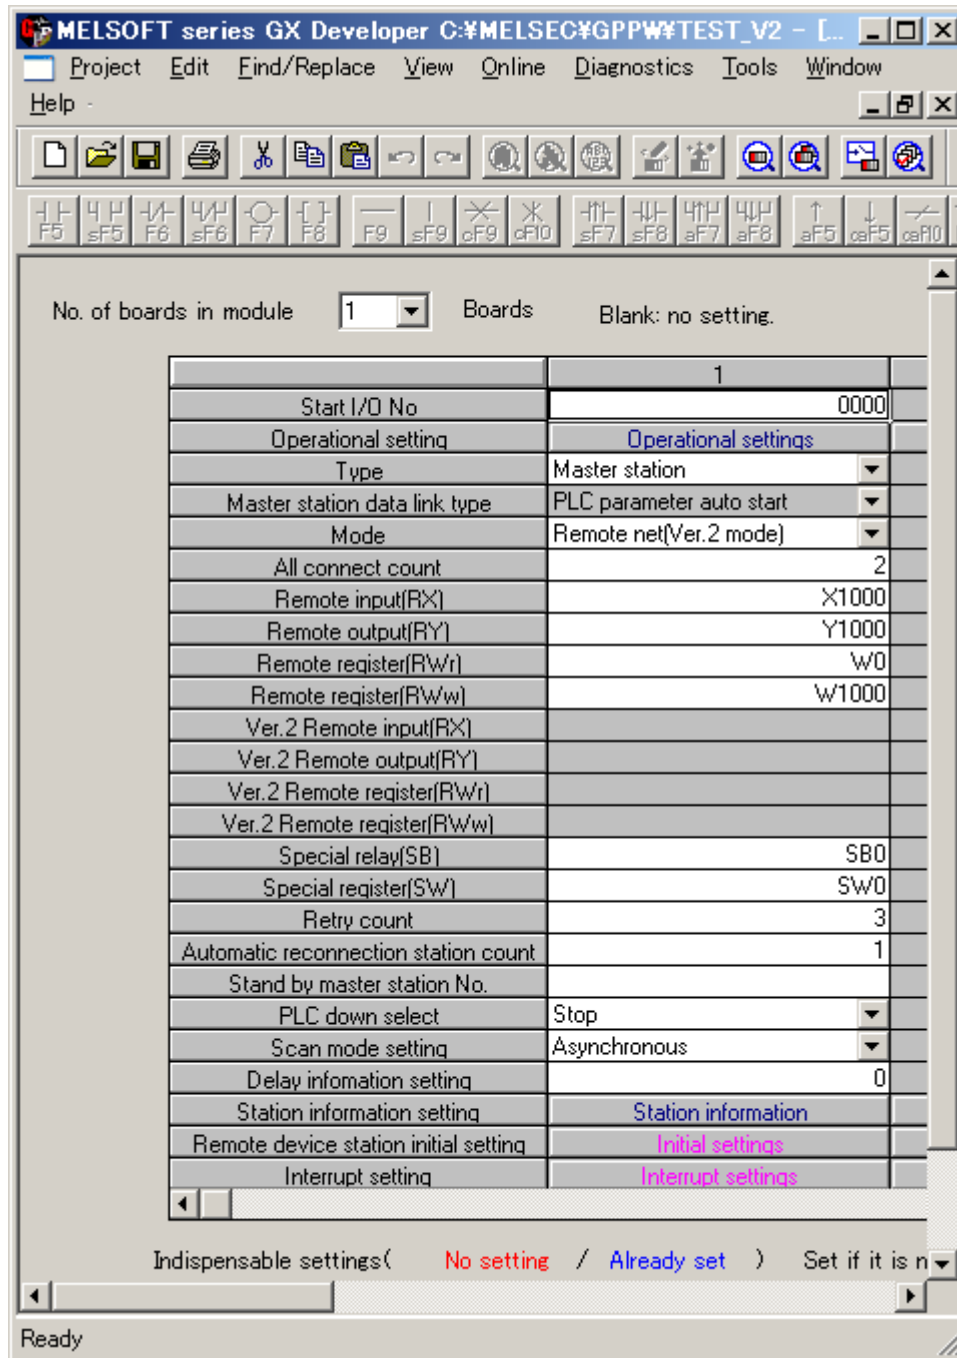 MELSOFT series GX Developer C:¥MELSEC¥GPPW¥TEST_V2 - [...
Project Edit Find/Replace View Online Diagnostics Tools Window
Help -
F5 sF5 F6 sF6 F7 F8 F9 sF9 cF9 cF10 sF7 sF8 aF7 aF8 aF5 caF5 caF10
No. of boards in module 1 Boards Blank: no setting.
1
Start I/O No 0000
Operational setting Operational settings
Type Master station
Master station data link type PLC parameter auto start
Mode Remote net(Ver.2 mode)
All connect count 2
Remote input(RX) X1000
Remote output(RY) Y1000
Remote register(RWr) W0
Remote register(RWw) W1000
Ver.2 Remote input(RX)
Ver.2 Remote output(RY)
Ver.2 Remote register(RWr)
Ver.2 Remote register(RWw)
Special relay(SB) SB0
Special register(SW) SW0
Retry count 3
Automatic reconnection station count 1
Stand by master station No.
PLC down select Stop
Scan mode setting Asynchronous
Delay infomation setting 0
Station information setting Station information
Remote device station initial setting Initial settings
Interrupt setting Interrupt settings
Indispensable settings( No setting / Already set ) Set if it is n
Ready